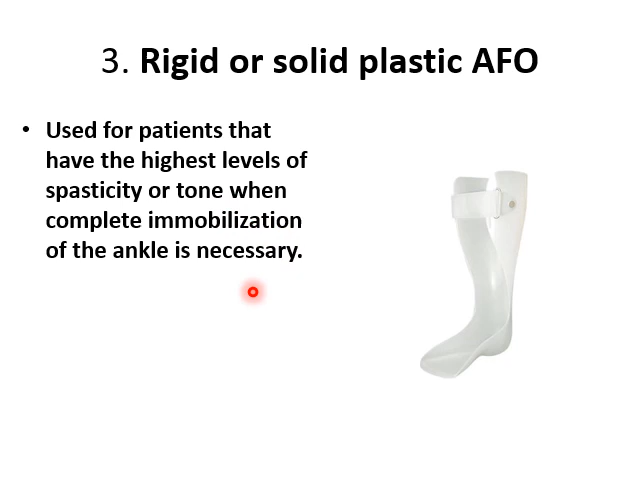 3. Rigid or solid plastic AFO
• Used for patients that
have the highest levels of
spasticity or tone when
complete immobilization
of the ankle is necessary.